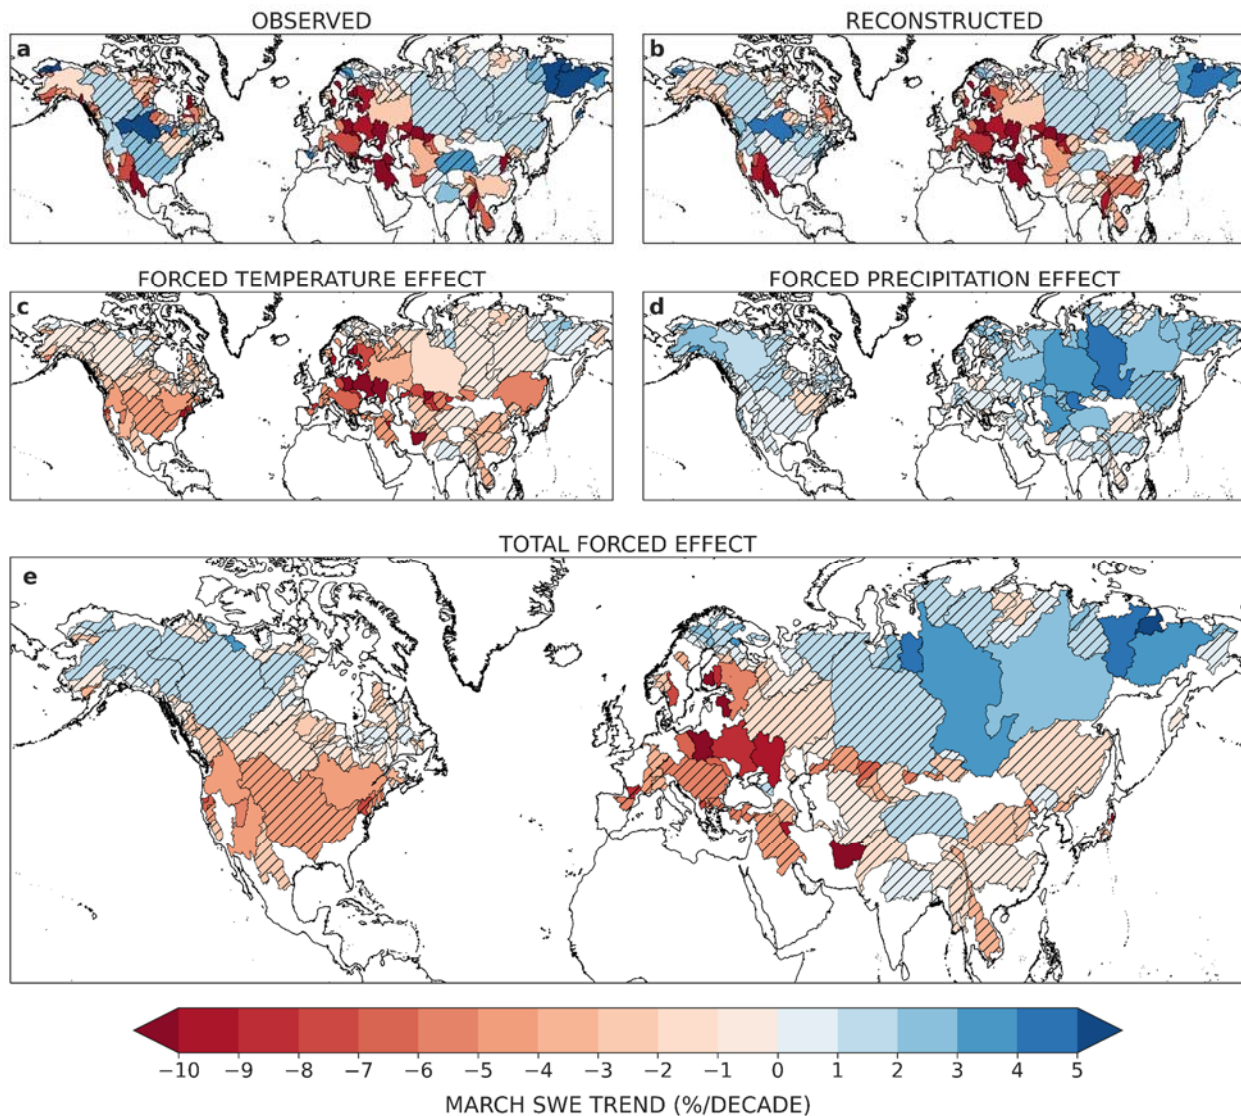 OBSERVED
RECONSTRUCTED
a
b
FORCED TEMPERATURE EFFECT
FORCED PRECIPITATION EFFECT
c
d
TOTAL FORCED EFFECT
e
−10 −9 −8 −7 −6 −5 −4 −3 −2 −1 0 1 2 3 4 5
MARCH SWE TREND (%/DECADE)